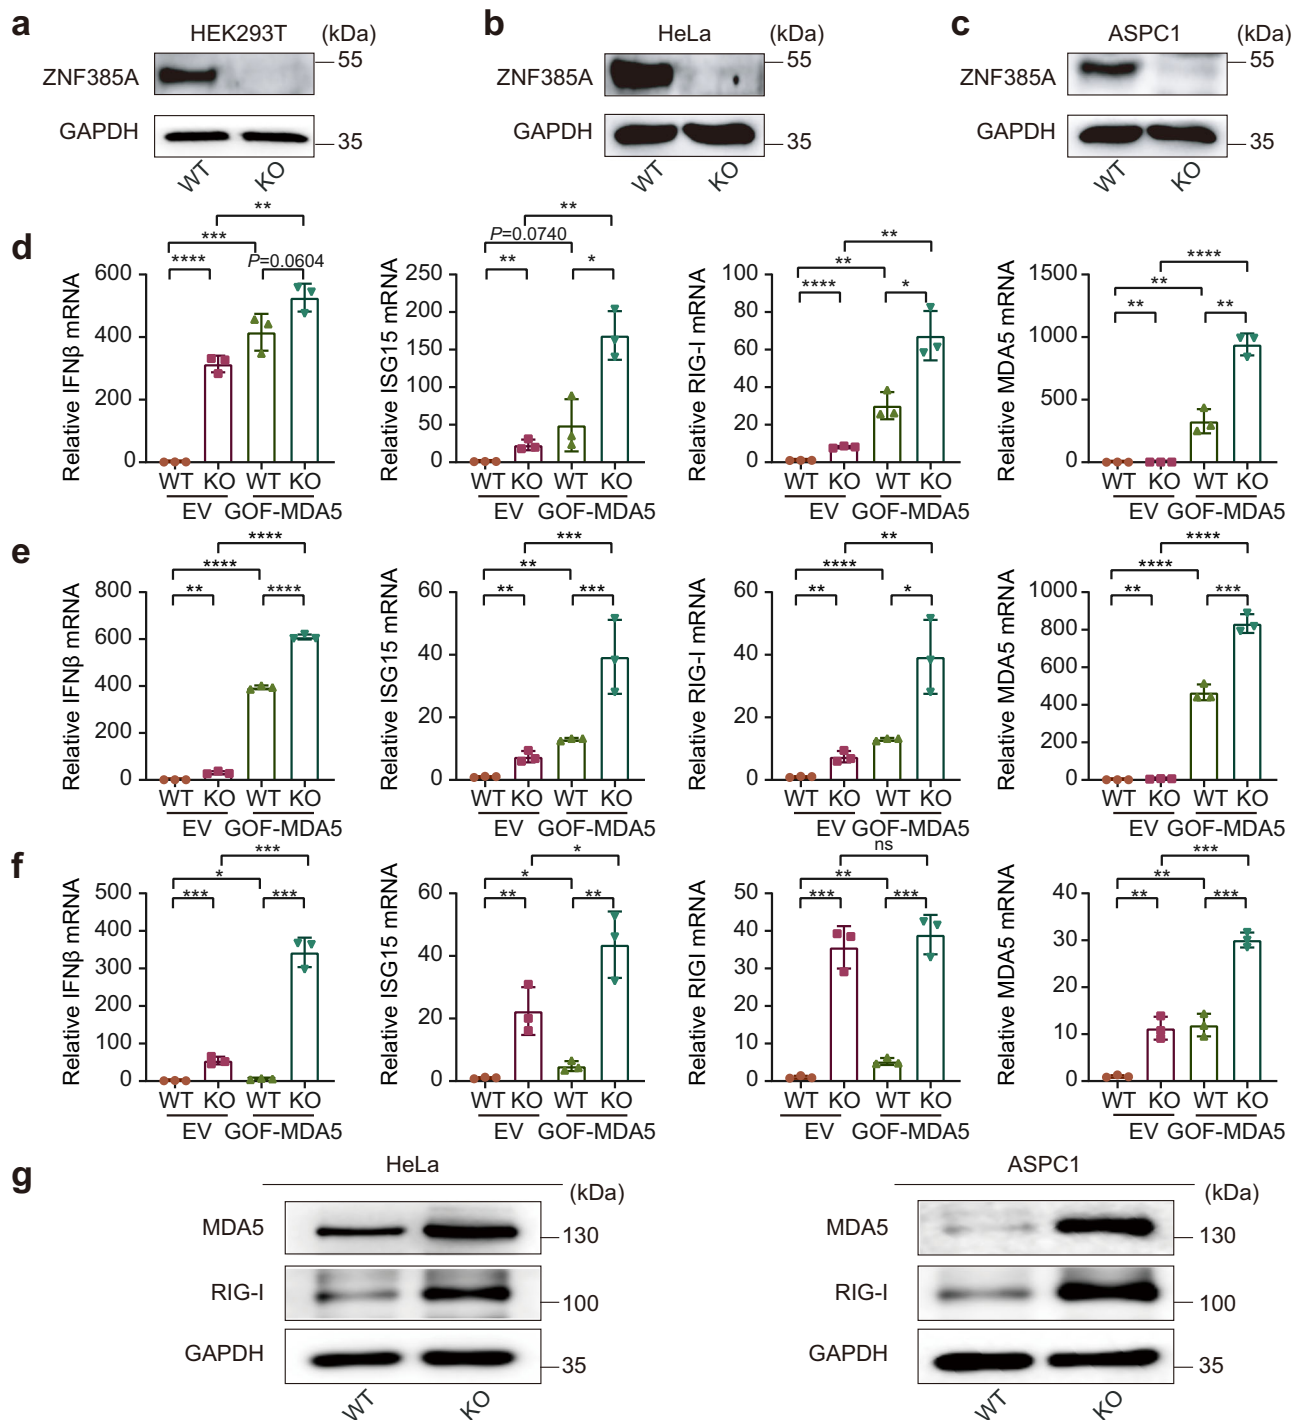 a
HEK293T (kDa)
ZNF385A
55
GAPDH
35
WT KO
b
HeLa (kDa)
ZNF385A
55
GAPDH
35
WT KO
c
ASPC1 (kDa)
ZNF385A
55
GAPDH
35
WT KO
d
Relative IFNβ mRNA
600
400
200
0
**
***
**** P=0.0604
WT KO WT KO
EV GOF-MDA5
Relative ISG15 mRNA
250
200
150
100
50
0
**
P=0.0740
** *
WT KO WT KO
EV GOF-MDA5
Relative RIG-I mRNA
100
80
60
40
20
0
**
**
**** *
WT KO WT KO
EV GOF-MDA5
Relative MDA5 mRNA
1500
1000
500
0
****
**
** **
WT KO WT KO
EV GOF-MDA5
e
Relative IFNβ mRNA
800
600
400
200
0
****
****
** ****
WT KO WT KO
EV GOF-MDA5
Relative ISG15 mRNA
60
40
20
0
***
**
** ***
WT KO WT KO
EV GOF-MDA5
Relative RIG-I mRNA
60
40
20
0
**
****
** *
WT KO WT KO
EV GOF-MDA5
Relative MDA5 mRNA
1000
800
600
400
200
0
****
****
** ***
WT KO WT KO
EV GOF-MDA5
f
Relative IFNβ mRNA
500
400
300
200
100
0
***
*
*** ***
WT KO WT KO
EV GOF-MDA5
Relative ISG15 mRNA
60
40
20
0
*
*
** **
WT KO WT KO
EV GOF-MDA5
Relative RIGI mRNA
50
40
30
20
10
0
ns
**
*** ***
WT KO WT KO
EV GOF-MDA5
Relative MDA5 mRNA
40
30
20
10
0
***
**
** ***
WT KO WT KO
EV GOF-MDA5
g
HeLa
(kDa)
MDA5
130
RIG-I
100
GAPDH
35
WT KO
ASPC1
(kDa)
MDA5
130
RIG-I
100
GAPDH
35
WT KO